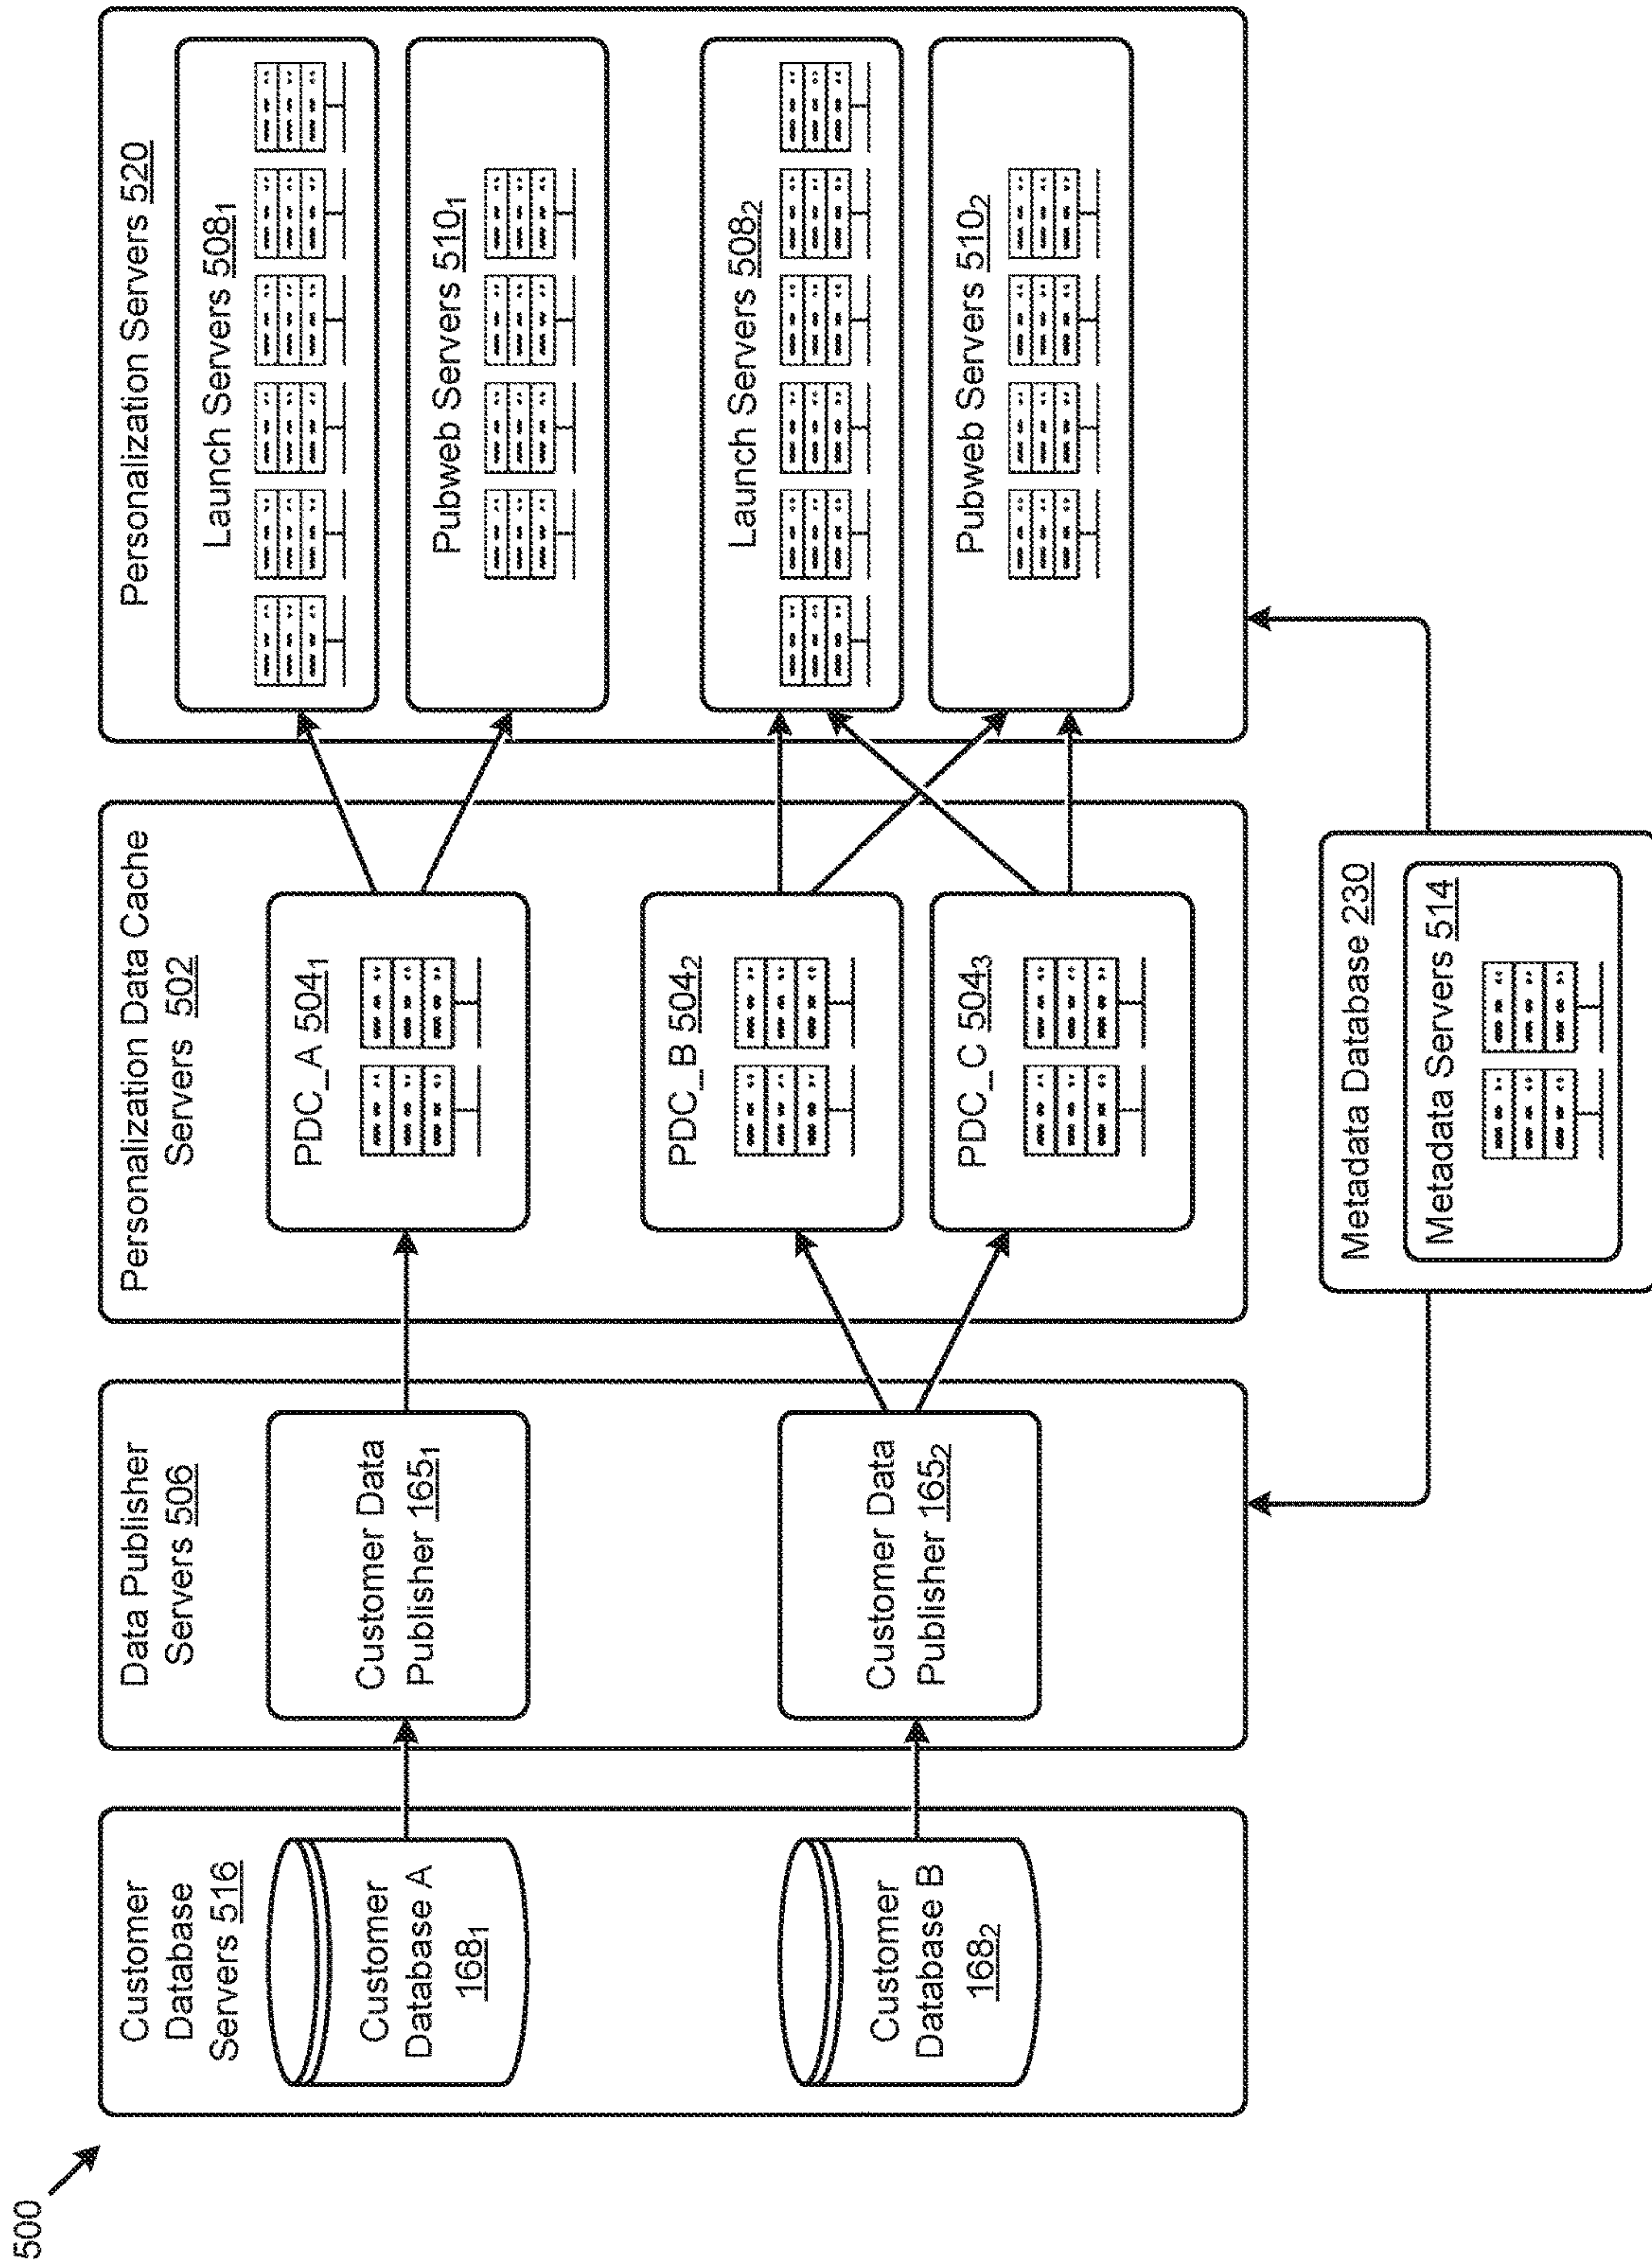 500
Customer
Database
Servers 516
Customer
Database A
168₁
Customer
Database B
168₂
Data Publisher
Servers 506
Customer Data
Publisher 165₁
Customer Data
Publisher 165₂
Personalization Data Cache
Servers 502
PDC_A 504₁
PDC_B 504₂
PDC_C 504₃
Personalization Servers 520
Launch Servers 508₁
Pubweb Servers 510₁
Launch Servers 508₂
Pubweb Servers 510₂
Metadata Database 230
Metadata Servers 514